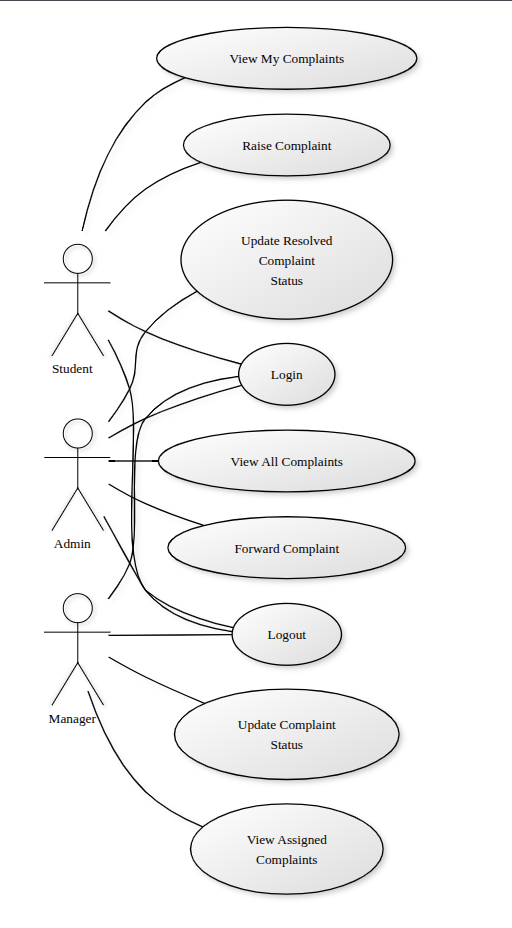 View My Complaints
Raise Complaint
Update Resolved
Complaint
Status
Student
Login
View All Complaints
Admin
Forward Complaint
Logout
Manager
Update Complaint
Status
View Assigned
Complaints